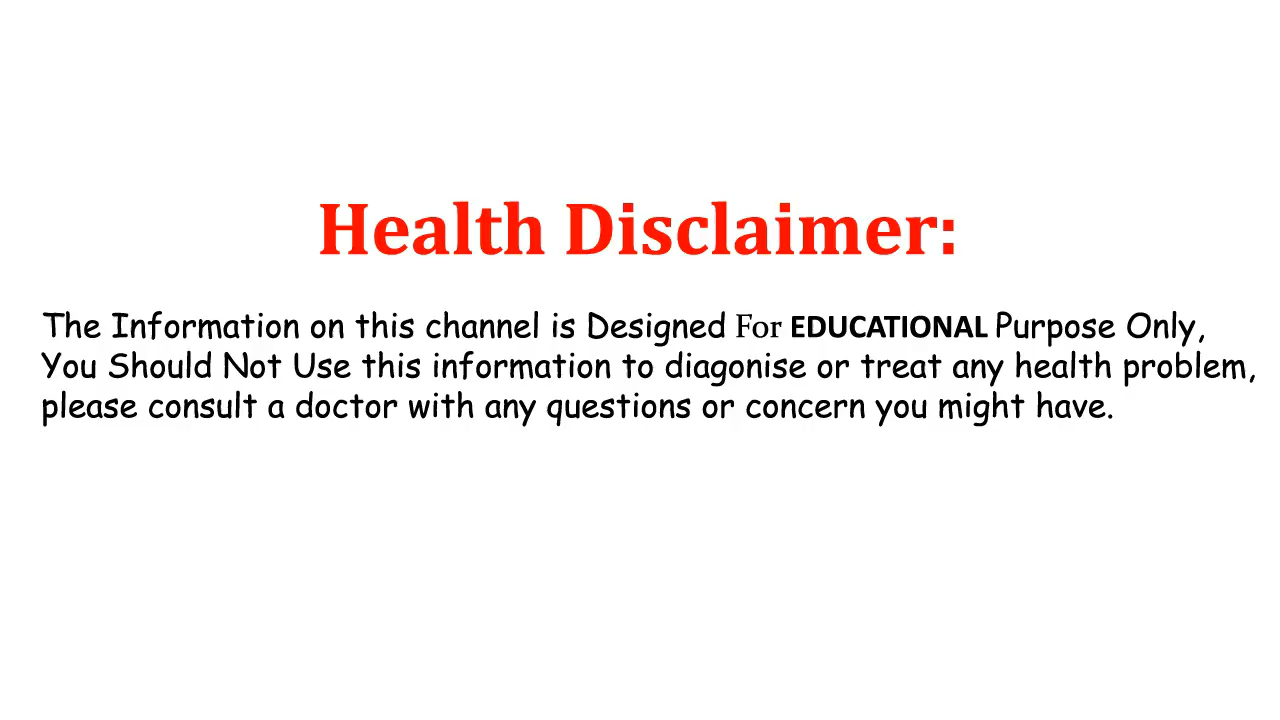 Health Disclaimer:
The Information on this channel is Designed For EDUCATIONAL Purpose Only,
You Should Not Use this information to diagonise or treat any health problem,
please consult a doctor with any questions or concern you might have.